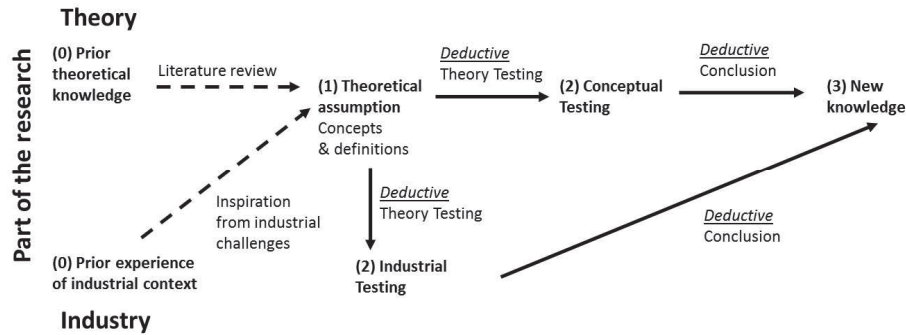 Theory
Part of the research
(0) Prior
theoretical
knowledge
Literature review
(1) Theoretical
assumption
Concepts
& definitions
Deductive
Theory Testing
(2) Conceptual
Testing
Deductive
Conclusion
(3) New
knowledge
Inspiration
from industrial
challenges
Deductive
Theory Testing
Deductive
Conclusion
(0) Prior experience
of industrial context
(2) Industrial
Testing
Industry